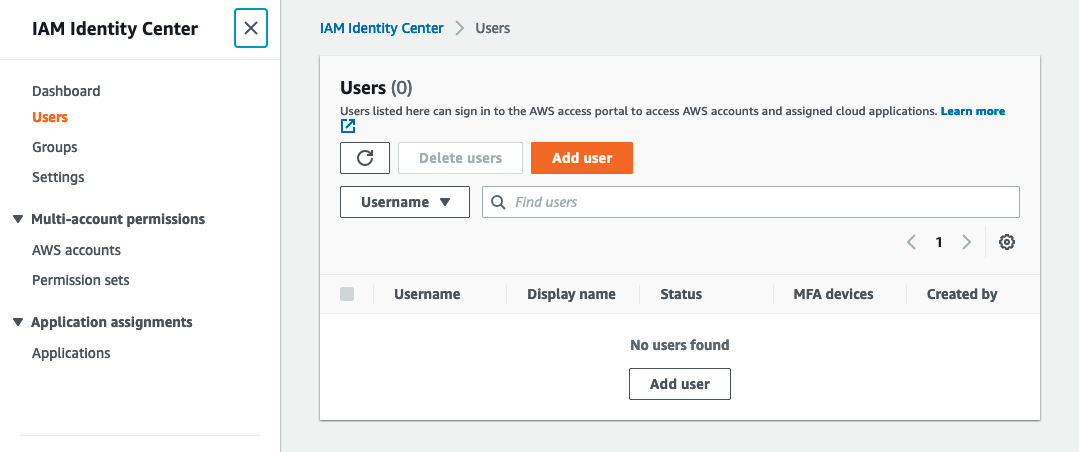 IAM Identity Center
Dashboard
Users
Groups
Settings
Multi-account permissions
AWS accounts
Permission sets
Application assignments
Applications
IAM Identity Center > Users
Users (0)
Users listed here can sign in to the AWS access portal to access AWS accounts and assigned cloud applications. Learn more
Delete users Add user
Username Find users
1
Username Display name Status MFA devices Created by
No users found
Add user